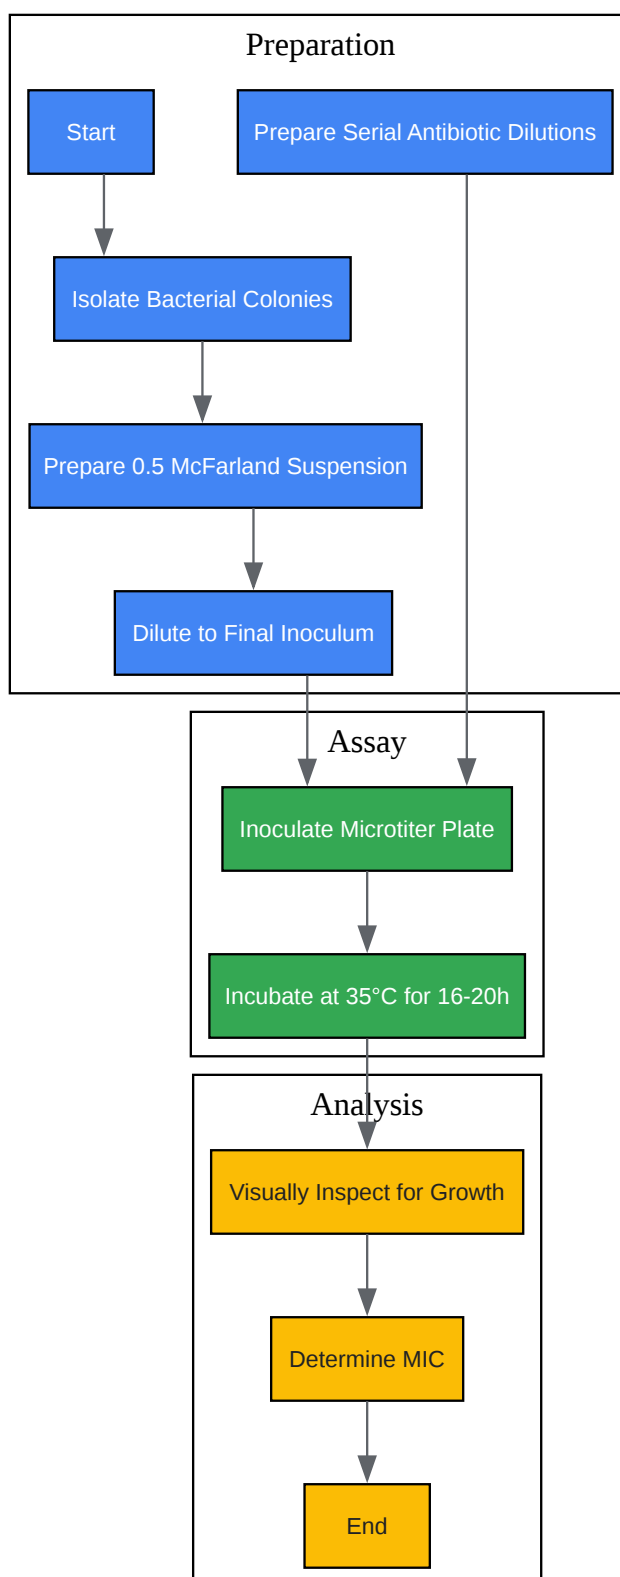 Preparation
Start
Prepare Serial Antibiotic Dilutions
Isolate Bacterial Colonies
Prepare 0.5 McFarland Suspension
Dilute to Final Inoculum
Assay
Inoculate Microtiter Plate
Incubate at 35°C for 16-20h
Analysis
Visually Inspect for Growth
Determine MIC
End